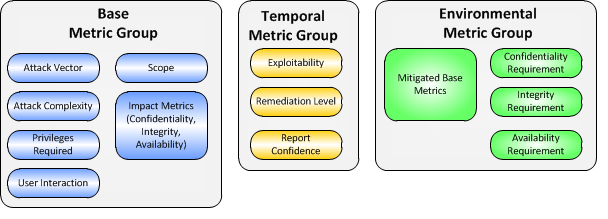 Base
Metric Group
Attack Vector
Attack Complexity
Privileges
Required
User Interaction
Scope
Impact Metrics
(Confidentiality,
Integrity,
Availability)
Temporal
Metric Group
Exploitability
Remediation Level
Report
Confidence
Environmental
Metric Group
Mitigated Base
Metrics
Confidentiality
Requirement
Integrity
Requirement
Availability
Requirement